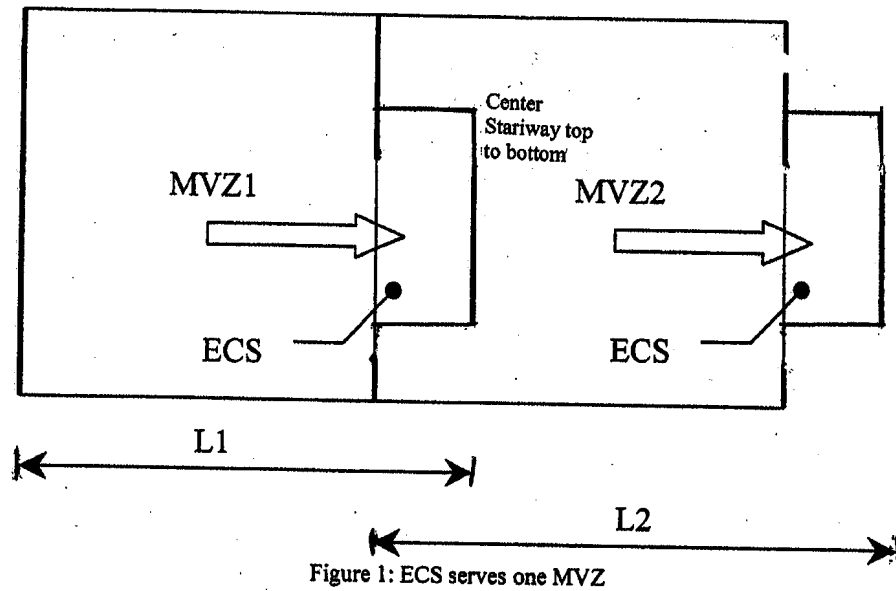 Center
Stariway top
to bottom
MVZ1
MVZ2
ECS
ECS
L1
L2
Figure 1: ECS serves one MVZ